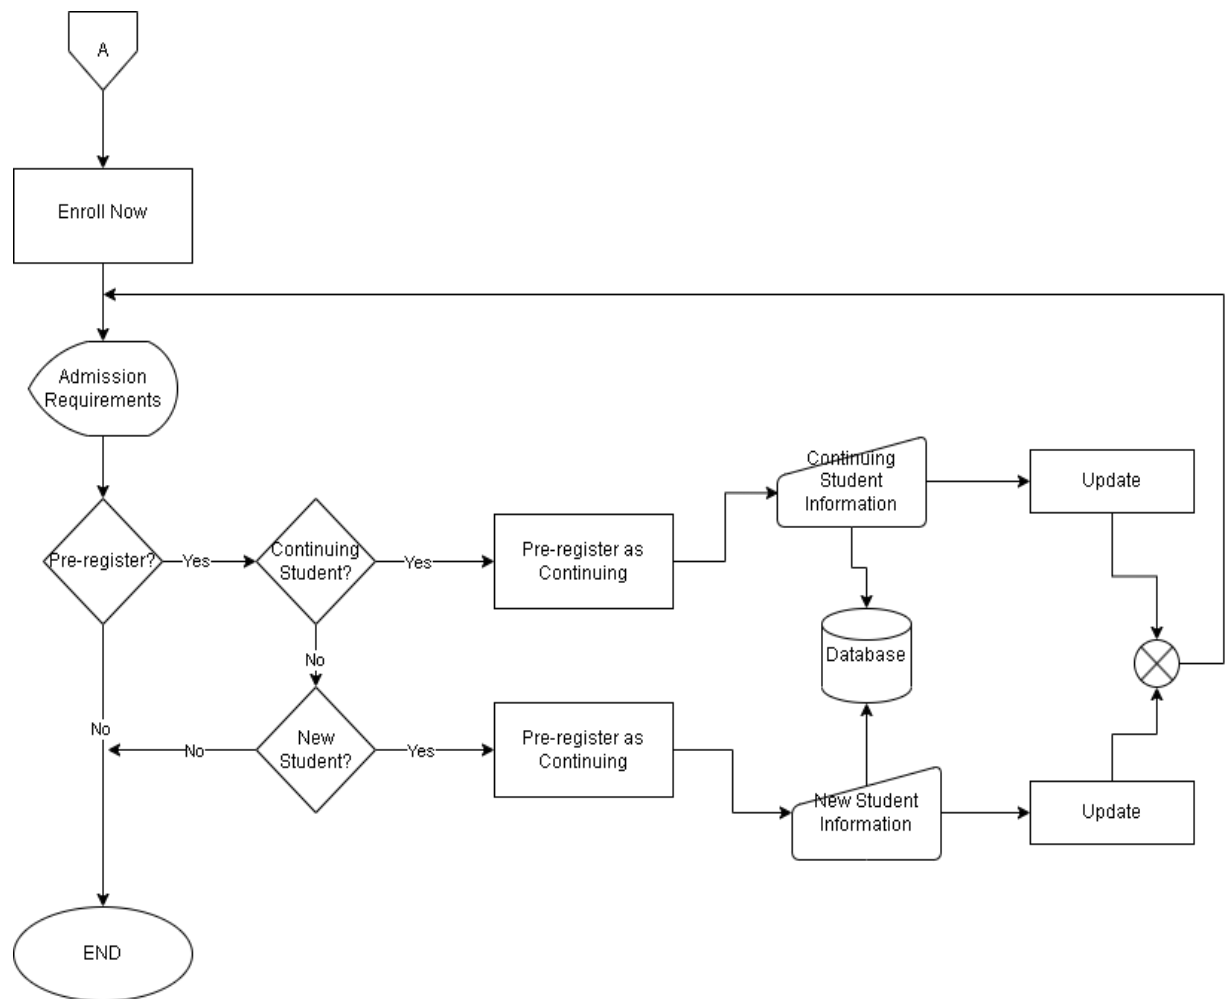 A
Enroll Now
Admission
Requirements
Continuing
Student
Information
Update
Pre-register?
Yes
Continuing
Student?
Yes
Pre-register as
Continuing
No
Database
No
New
Student?
No
Yes
Pre-register as
Continuing
New Student
Information
Update
END